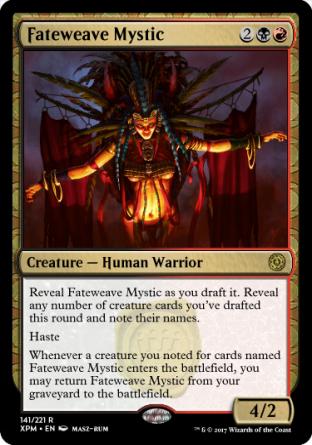 Fateweave Mystic 2
Creature — Human Warrior
Reveal Fateweave Mystic as you draft it. Reveal
any number of creature cards you've drafted
this round and note their names.
Haste
Whenever a creature you noted for cards named
Fateweave Mystic enters the battlefield, you
may return Fateweave Mystic from your
graveyard to the battlefield.
4/2
141/221 R
XPM • EN MASZ-RUM
™ & © 2017 Wizards of the Coast